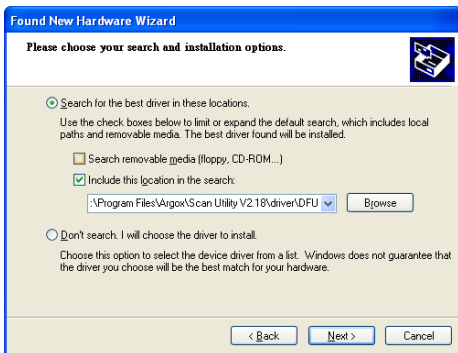 Found New Hardware Wizard
Please choose your search and installation options.
Search for the best driver in these locations.
Use the check boxes below to limit or expand the default search, which includes local
paths and removable media. The best driver found will be installed.
Search removable media (floppy, CD-ROM...)
Include this location in the search:
:\Program Files\Argox\Scan Utility V2.18\driver\DFU
Browse
Don't search. I will choose the driver to install.
Choose this option to select the device driver from a list. Windows does not guarantee that
the driver you choose will be the best match for your hardware.
< Back Next > Cancel